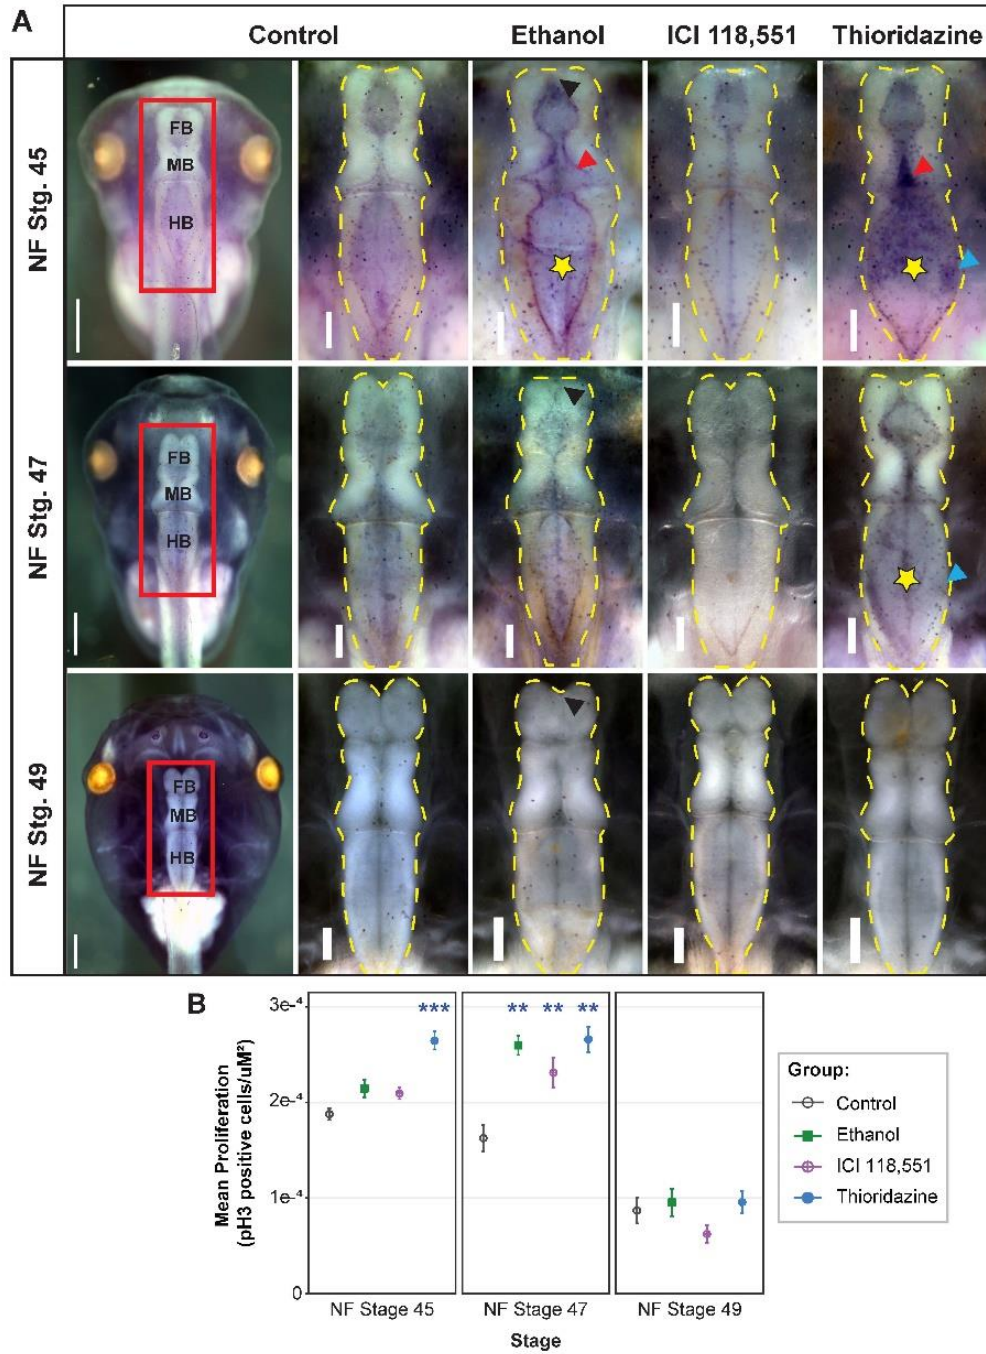 A
Control Ethanol ICI 118,551 Thioridazine
NF Stg. 45
FB
MB
HB
NF Stg. 47
FB
MB
HB
NF Stg. 49
FB
MB
HB
B
Mean Proliferation
(pH3 positive cells/uM²)
3e-⁴
2e-⁴
1e-⁴
0
*** ** ** **
NF Stage 45 NF Stage 47 NF Stage 49
Stage
Group:
Control
Ethanol
ICI 118,551
Thioridazine